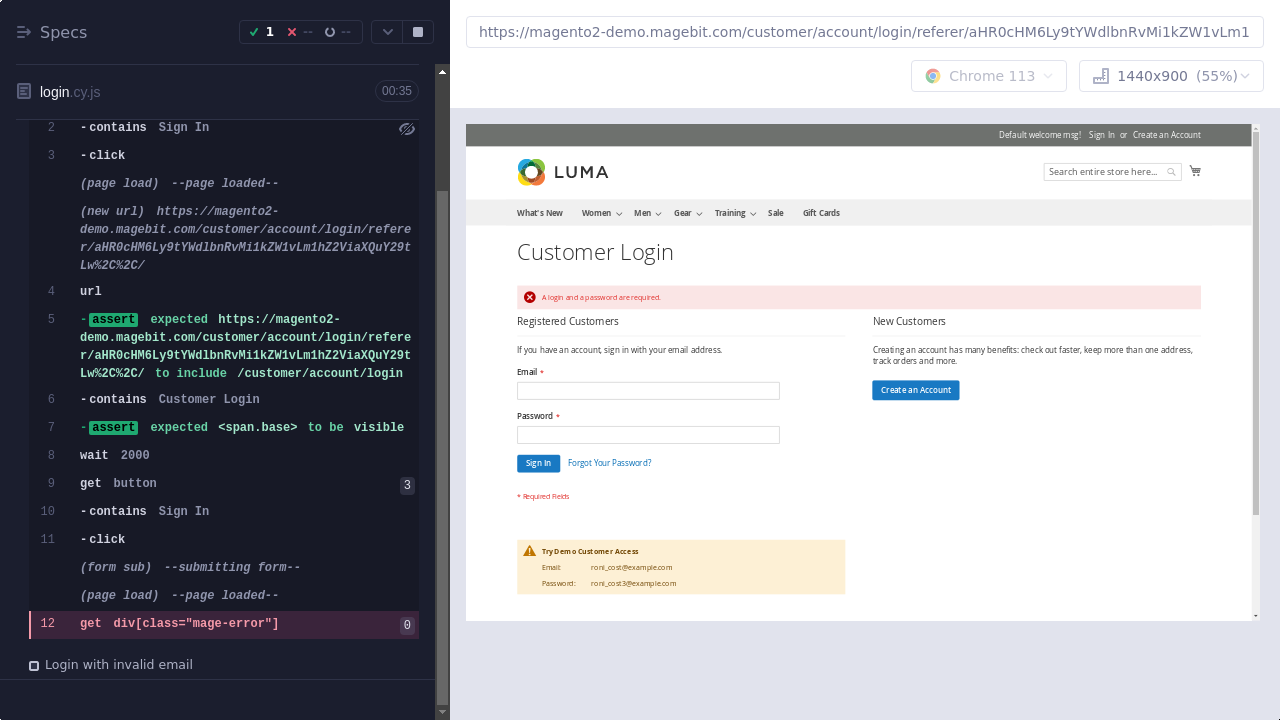 Specs
1
--
--
login.cy.js
00:35
2 -contains Sign In
3 -click
(page load) --page loaded--
(new url) https://magento2-
demo.magebit.com/customer/account/login/refere
r/aHR0cHM6Ly9tYWdlbnRvMi1kZW1vLm1hZ2ViaXQuY29t
Lw%2C%2C/
4 url
5 -assert expected https://magento2-
demo.magebit.com/customer/account/login/refere
r/aHR0cHM6Ly9tYWdlbnRvMi1kZW1vLm1hZ2ViaXQuY29t
Lw%2C%2C/ to include /customer/account/login
6 -contains Customer Login
7 -assert expected <span.base> to be visible
8 wait 2000
9 get button 3
10 -contains Sign In
11 -click
(form sub) --submitting form--
(page load) --page loaded--
12 get div[class="mage-error"] 0
Login with invalid email
https://magento2-demo.magebit.com/customer/account/login/referer/aHR0cHM6Ly9tYWdlbnRvMi1kZW1vLm1
Chrome 113
1440x900 (55%)
Default welcome msg! Sign In or Create an Account
LUMA
Search entire store here...
What's New Women Men Gear Training Sale Gift Cards
Customer Login
A login and a password are required.
Registered Customers
If you have an account, sign in with your email address.
Email *
Password *
Sign In Forgot Your Password?
* Required Fields
New Customers
Creating an account has many benefits: check out faster, keep more than one address,
track orders and more.
Create an Account
Try Demo Customer Access
Email: roni_cost@example.com
Password: roni_cost3@example.com